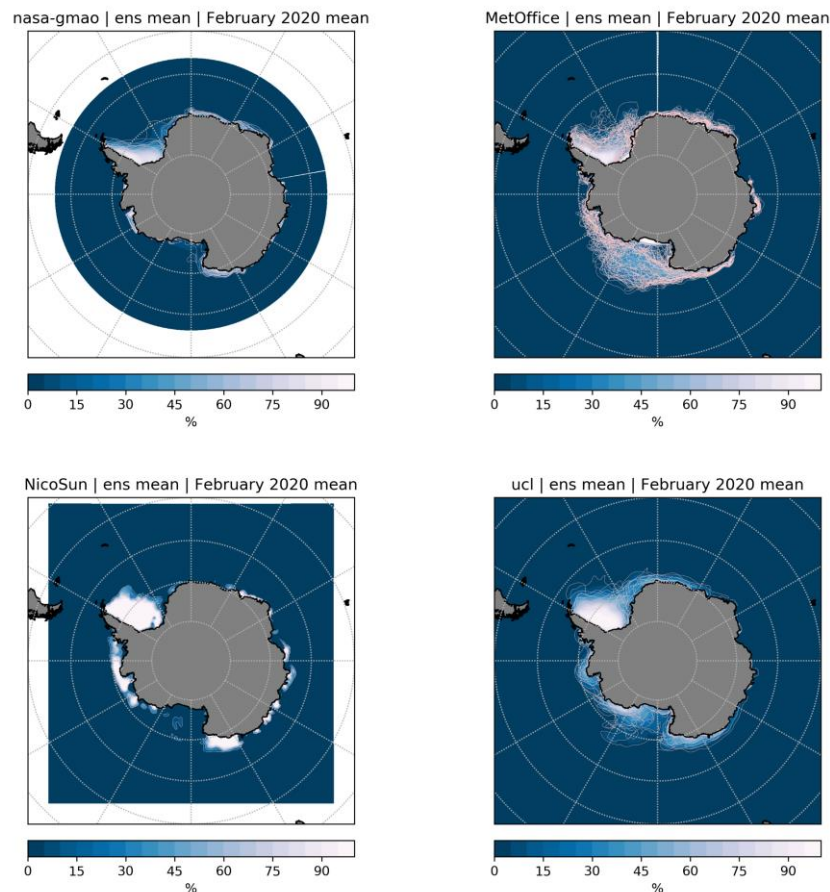 nasa-gmao | ens mean | February 2020 mean
MetOffice | ens mean | February 2020 mean
0 15 30 45 60 75 90
%
0 15 30 45 60 75 90
%
NicoSun | ens mean | February 2020 mean
ucl | ens mean | February 2020 mean
0 15 30 45 60 75 90
%
0 15 30 45 60 75 90
%